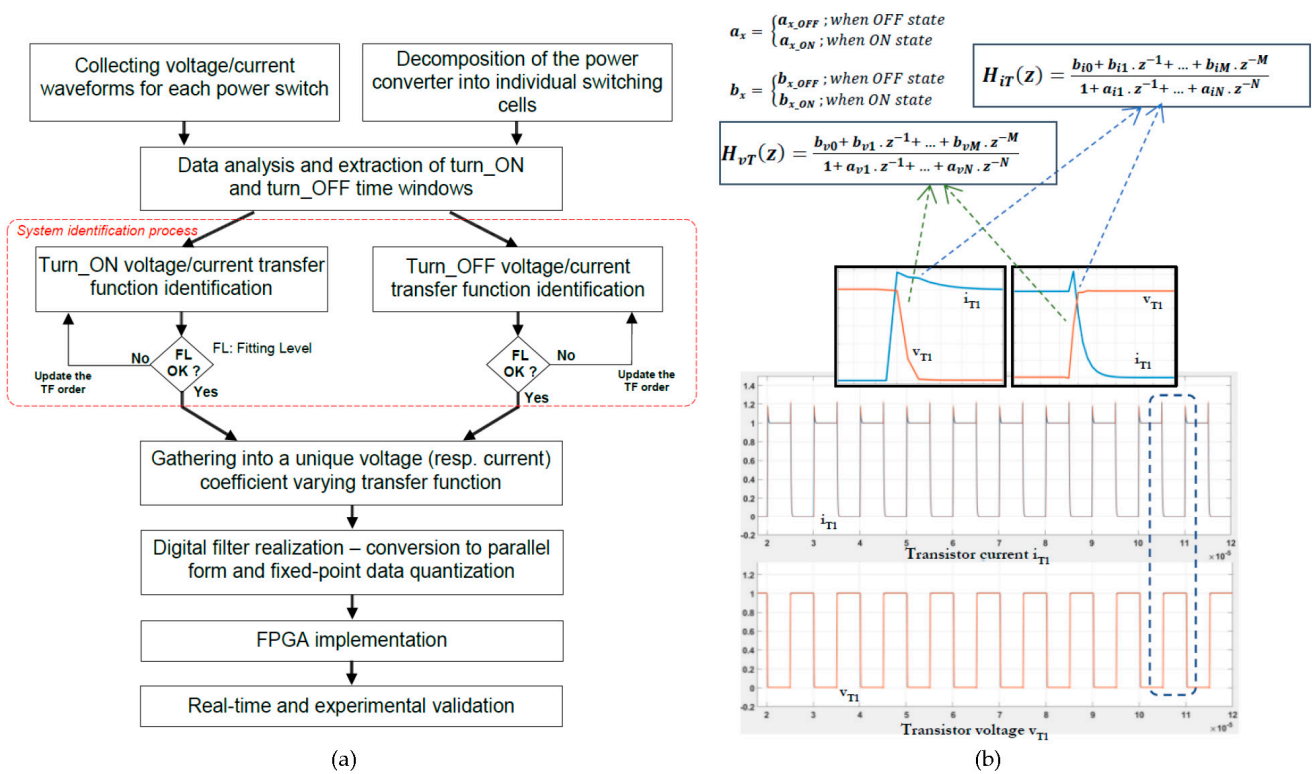 Collecting voltage/current
waveforms for each power switch
Decomposition of the power
converter into individual switching
cells
Data analysis and extraction of turn_ON
and turn_OFF time windows
System identification process
Turn_ON voltage/current transfer
function identification
Turn_OFF voltage/current
transfer function identification
No
FL
OK ?
FL: Fitting Level
Update the
TF order
Yes
FL
OK ?
No
Update the
TF order
Yes
Gathering into a unique voltage (resp. current)
coefficient varying transfer function
Digital filter realization – conversion to parallel
form and fixed-point data quantization
FPGA implementation
Real-time and experimental validation
(a)
a_x = { a_x_OFF ; when OFF state
a_x_ON ; when ON state
b_x = { b_x_OFF ; when OFF state
b_x_ON ; when ON state
H_iT(z) = (b_i0 + b_i1 . z^-1 + ... + b_iM . z^-M) / (1 + a_i1 . z^-1 + ... + a_iN . z^-N)
H_vT(z) = (b_v0 + b_v1 . z^-1 + ... + b_vM . z^-M) / (1 + a_v1 . z^-1 + ... + a_vN . z^-N)
i_T1
v_T1
v_T1
i_T1
1.4
1.2
1
0.8
0.6
0.4
0.2
0
-0.2
i_T1
2 3 4 5 6 7 8 9 10 11 12
×10^-5
Transistor current i_T1
1.4
1.2
1
0.8
0.6
0.4
0.2
0
-0.2
v_T1
2 3 4 5 6 7 8 9 10 11 12
×10^-5
Transistor voltage v_T1
(b)